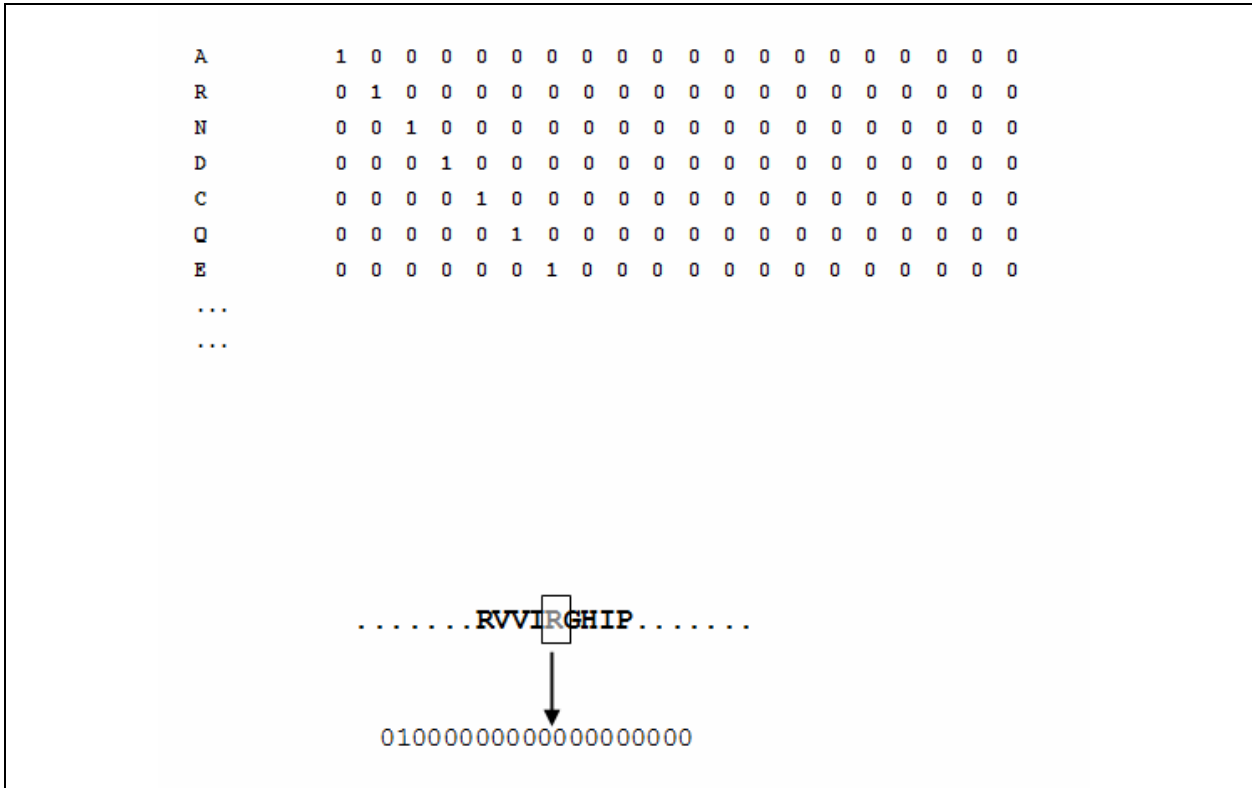 A 1 0 0 0 0 0 0 0 0 0 0 0 0 0 0 0 0 0 0 0
R 0 1 0 0 0 0 0 0 0 0 0 0 0 0 0 0 0 0 0 0
N 0 0 1 0 0 0 0 0 0 0 0 0 0 0 0 0 0 0 0 0
D 0 0 0 1 0 0 0 0 0 0 0 0 0 0 0 0 0 0 0 0
C 0 0 0 0 1 0 0 0 0 0 0 0 0 0 0 0 0 0 0 0
Q 0 0 0 0 0 1 0 0 0 0 0 0 0 0 0 0 0 0 0 0
E 0 0 0 0 0 0 1 0 0 0 0 0 0 0 0 0 0 0 0 0
...
...
.......RVVIRGHIP.......
01000000000000000000